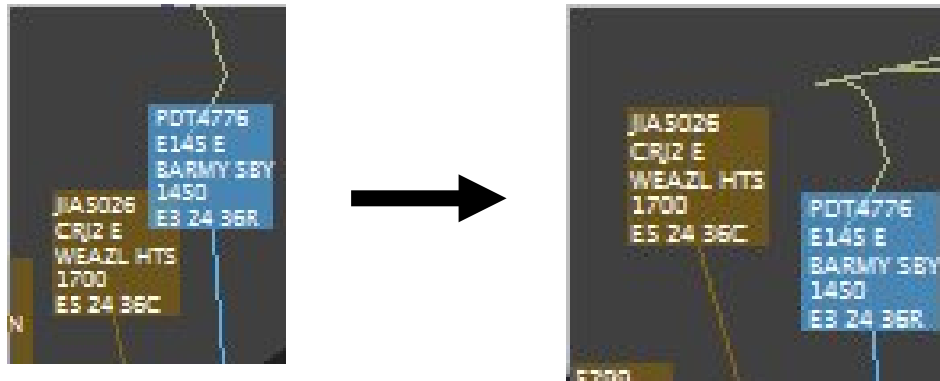 PDT4776
E145 E
BARMY SBY
1450
E3 24 36R
JIA5026
CRJ2 E
WEAZL HTS
1700
E5 24 36C
N
JIA5026
CRJ2 E
WEAZL HTS
1700
E5 24 36C
PDT4776
E145 E
BARMY SBY
1450
E3 24 36R